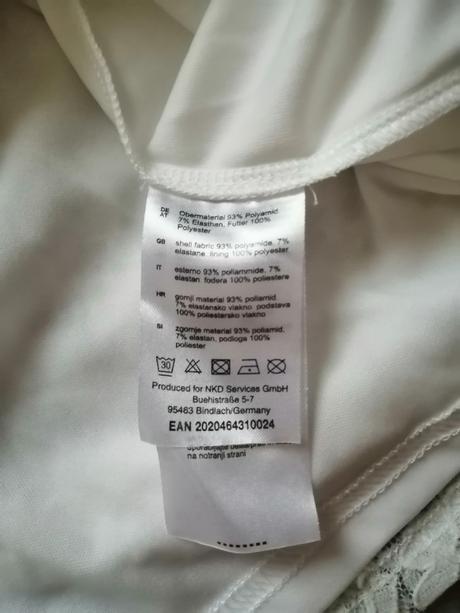 DE Obermaterial 93% Polyamid,
AT 7% Elasthan, Futter 100%
Polyester
GB shell fabric 93% polyamide, 7%
elastane, lining 100% polyester
IT esterno 93% poliammide, 7%
elastan, fodera 100% poliestere
HR gornji material 93% poliamid,
7% elastansko vlakno, podstava
100% poliestersko vlakno
SI zgornje material 93% poliamid,
7% elastan, podloga 100%
poliester
30
Produced for NKD Services GmbH
Buehlstraße 5-7
95463 Bindlach/Germany
EAN 2020464310024
na notranji strani